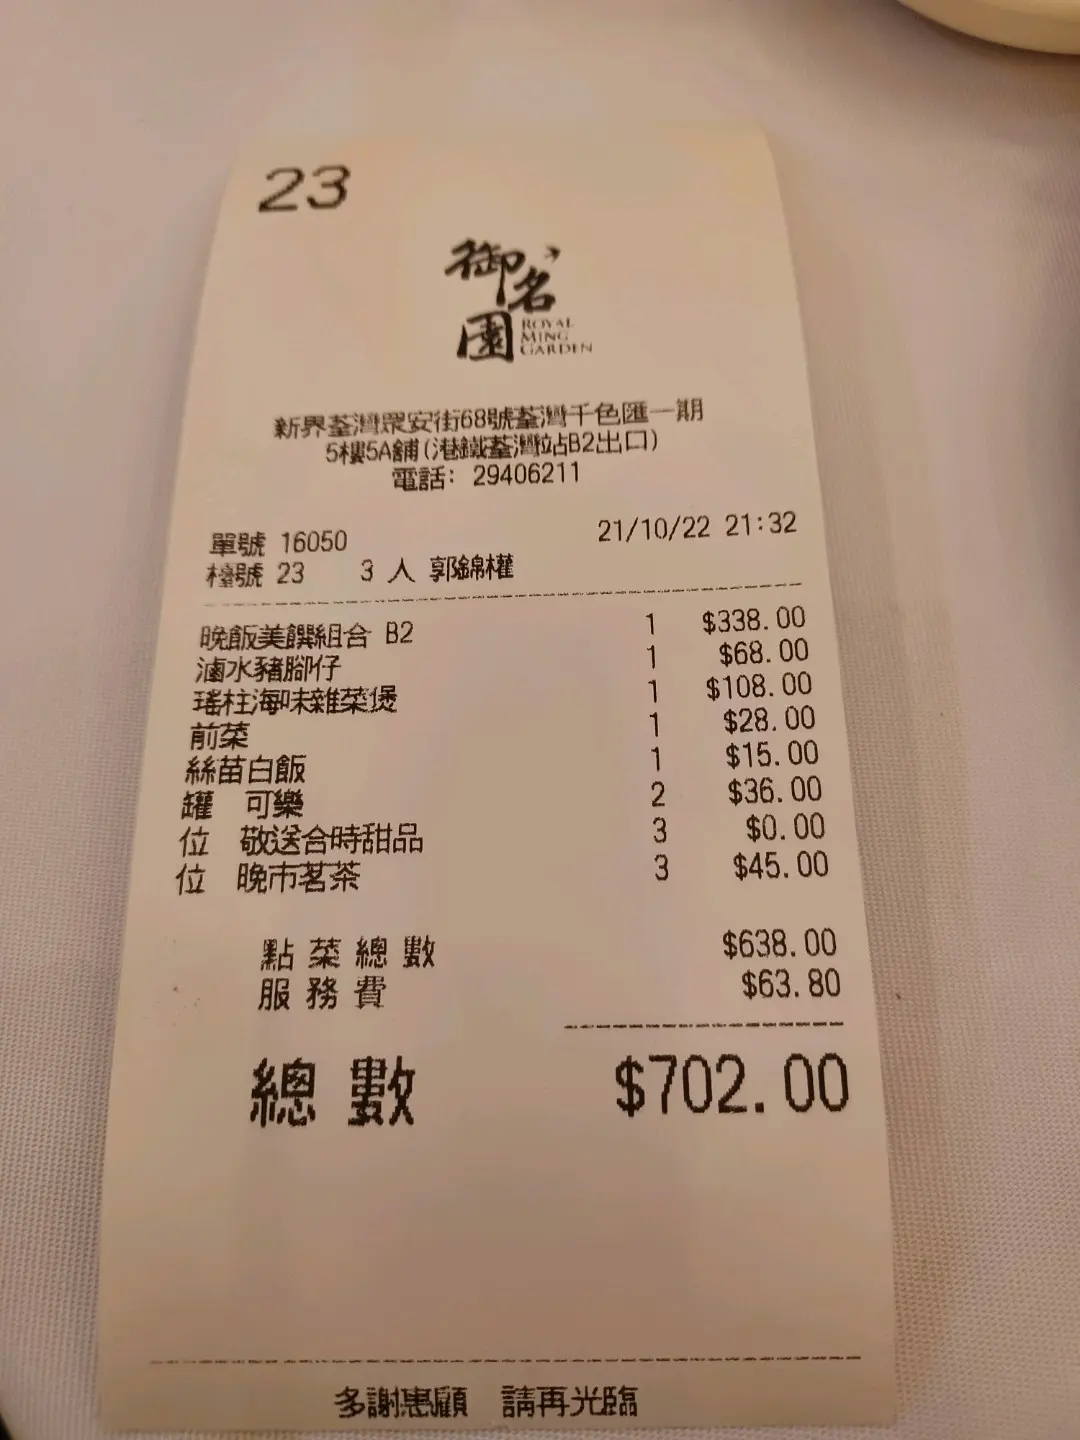 23
御名園
ROYAL
MING
GARDEN
新界荃灣眾安街68號荃灣千色匯一期
5樓5A舖(港鐵荃灣站B2出口)
電話: 29406211
單號 16050 21/10/22 21:32
檯號 23 3 人 郭錦權
晚飯美饌組合 B2 1 $338.00
滷水豬腳仔 1 $68.00
瑤柱海味雜菜煲 1 $108.00
前菜 1 $28.00
絲苗白飯 1 $15.00
罐 可樂 2 $36.00
位 敬送合時甜品 3 $0.00
位 晚市茗茶 3 $45.00
點菜總數 $638.00
服務費 $63.80
總數 $702.00
多謝惠顧 請再光臨